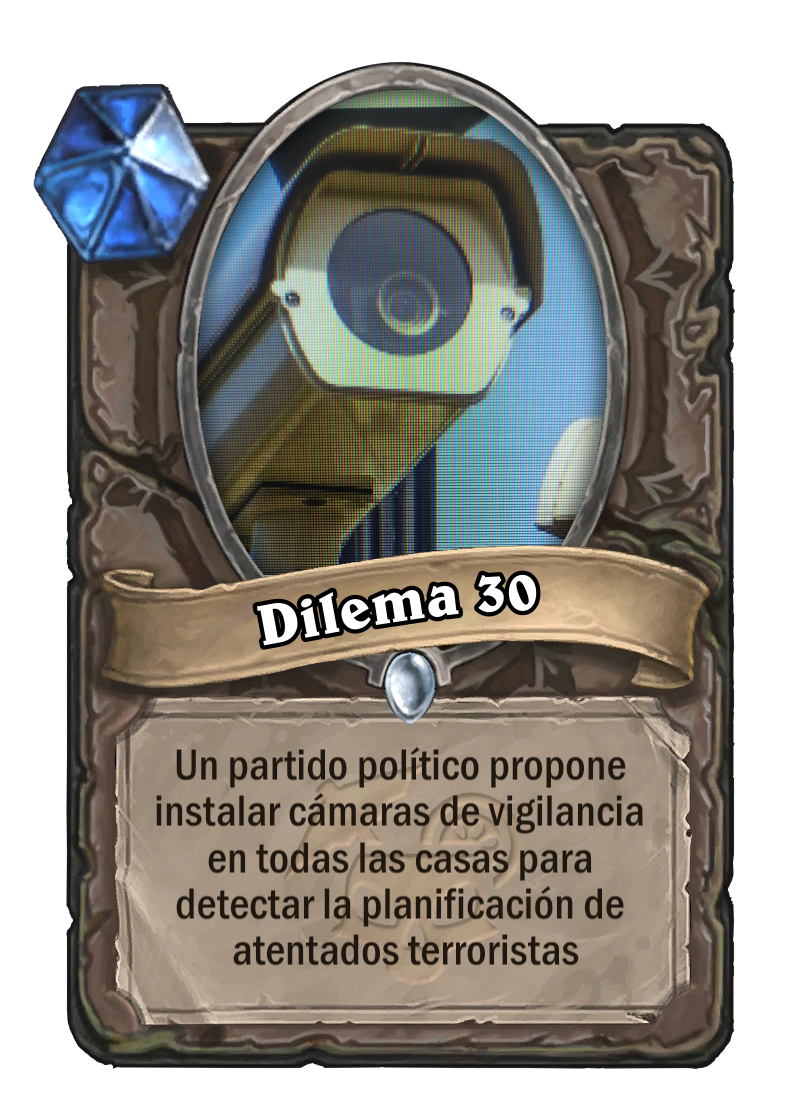 Dilema 30
Un partido político propone
instalar cámaras de vigilancia
en todas las casas para
detectar la planificación de
atentados terroristas